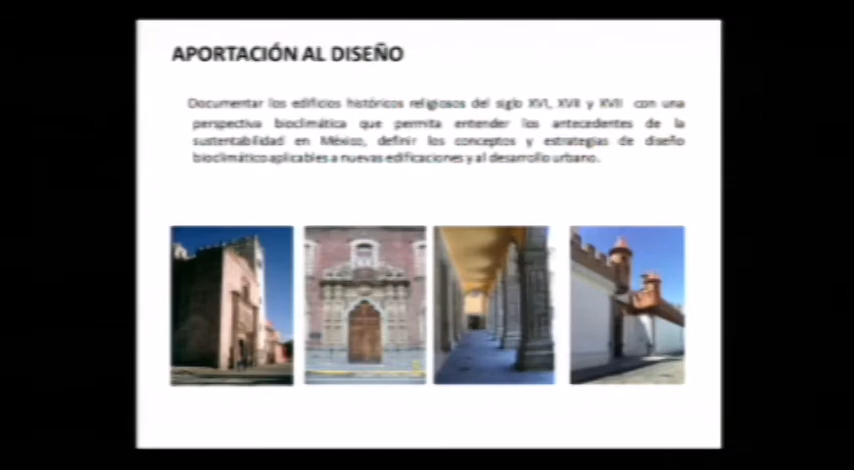 APORTACIÓN AL DISEÑO
Documentar los edificios históricos religiosos del siglo XVI, XVII y XVII con una
perspectiva bioclimática que permita entender los antecedentes de la
sustentabilidad en México, definir los conceptos y estrategias de diseño
bioclimático aplicables a nuevas edificaciones y al desarrollo urbano.